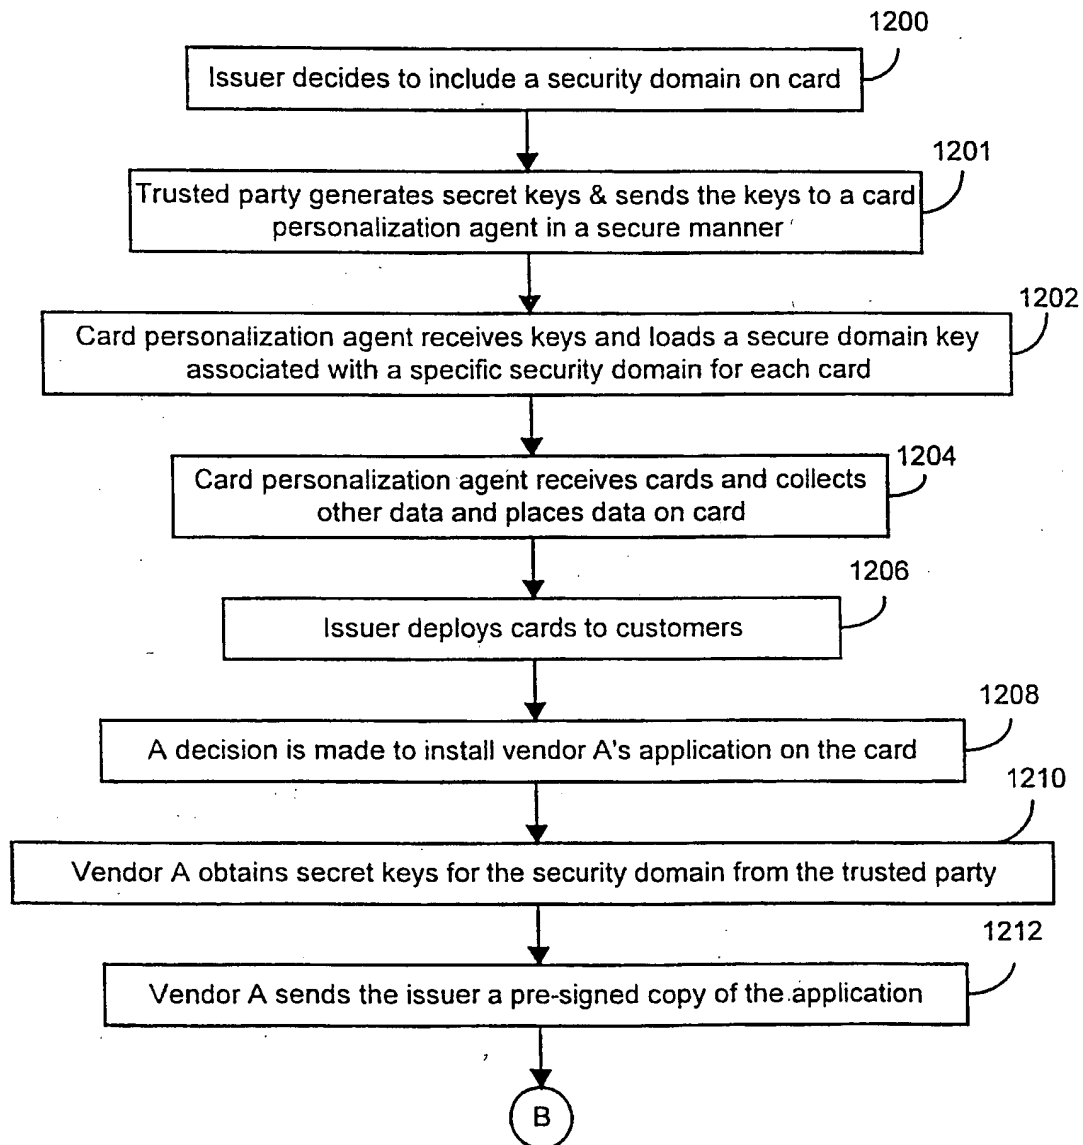 1200
Issuer decides to include a security domain on card
1201
Trusted party generates secret keys & sends the keys to a card
personalization agent in a secure manner
1202
Card personalization agent receives keys and loads a secure domain key
associated with a specific security domain for each card
1204
Card personalization agent receives cards and collects
other data and places data on card
1206
Issuer deploys cards to customers
1208
A decision is made to install vendor A's application on the card
1210
Vendor A obtains secret keys for the security domain from the trusted party
1212
Vendor A sends the issuer a pre-signed copy of the application
B